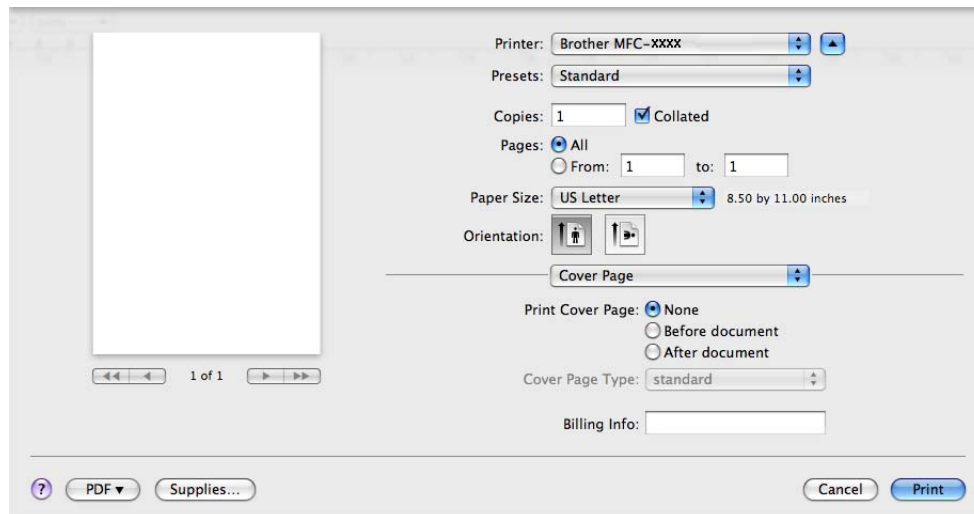 Printer: Brother MFC-XXXX
Presets: Standard
Copies: 1 Collated
Pages: All
From: 1 to: 1
Paper Size: US Letter 8.50 by 11.00 inches
Orientation:
Cover Page
Print Cover Page: None
Before document
After document
1 of 1
Cover Page Type: standard
Billing Info:
? PDF▼ Supplies... Cancel Print